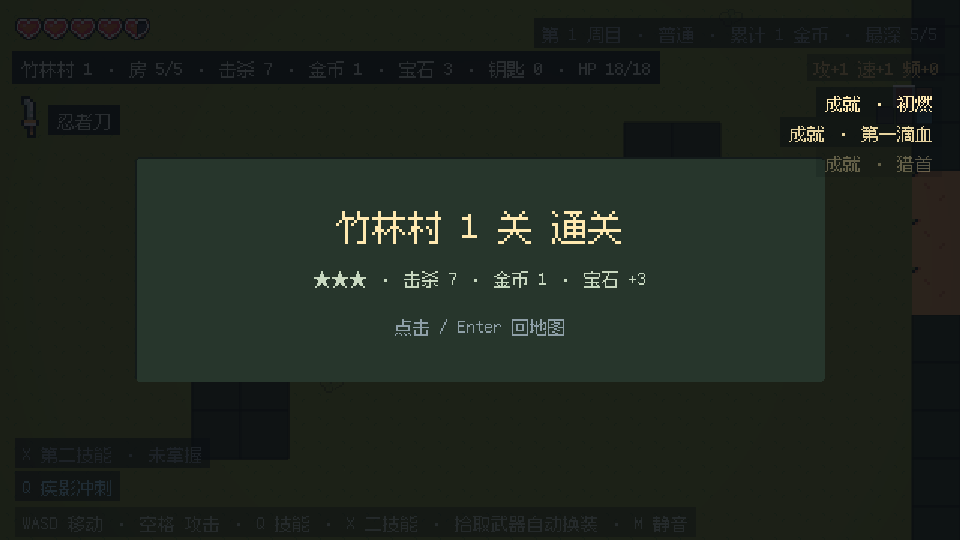 第 1 周目 · 普通 · 累计 1 金币 · 最深 5/5
竹林村 1 · 房 5/5 · 击杀 7 · 金币 1 · 宝石 3 · 钥匙 0 · HP 18/18
攻+1 速+1 频+0
成就 · 初燃
忍者刀
成就 · 第一滴血
成就 · 猎首
竹林村 1 关 通关
★★★ · 击杀 7 · 金币 1 · 宝石 +3
点击 / Enter 回地图
X 第二技能 · 未掌握
Q 疾影冲刺
WASD 移动 · 空格 攻击 · Q 技能 · X 二技能 · 拾取武器自动换装 · M 静音